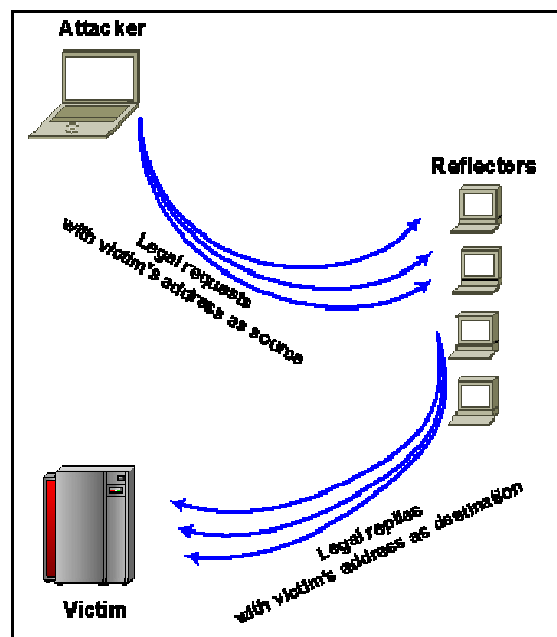 Attacker
Reflectors
Legal requests
with victim's address as source
Legal replies
with victim's address as destination
Victim